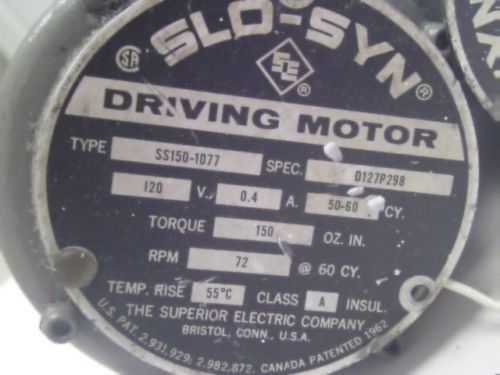 SLO-SYN®
SE ®
DRIVING MOTOR
TYPE SS150-1077 SPEC. D127P298
120 V. 0.4 A. 50-60 CY.
TORQUE 150 OZ. IN.
RPM 72 @ 60 CY.
TEMP. RISE 55°C CLASS A INSUL.
THE SUPERIOR ELECTRIC COMPANY
BRISTOL, CONN., U.S.A.
U.S. PAT. 2,931,929; 2,982,872. CANADA PATENTED 1962